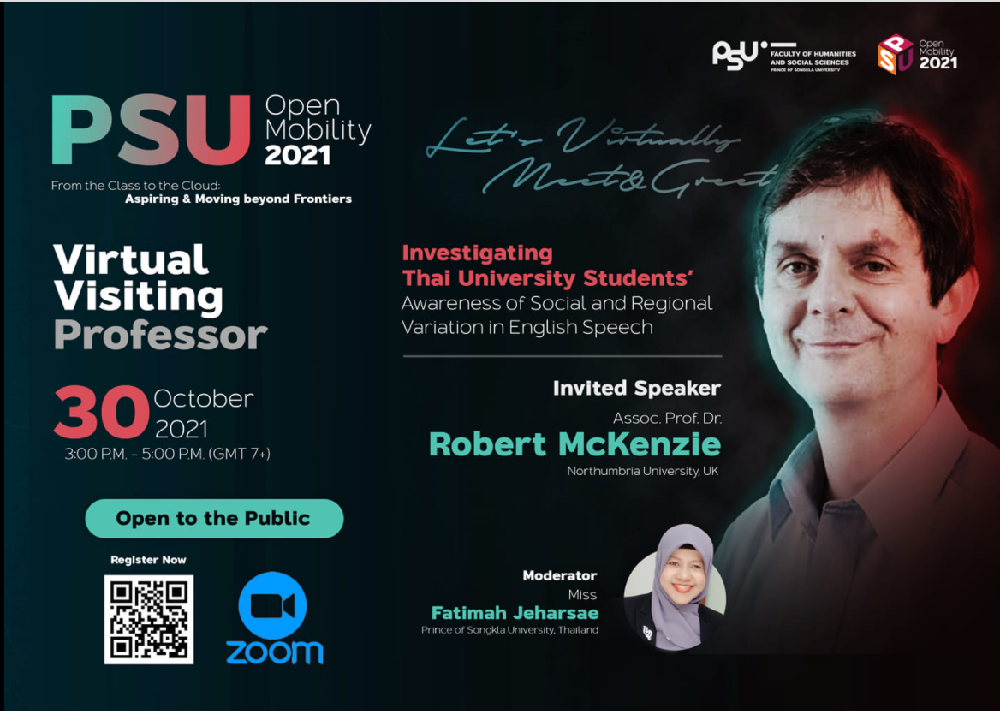 PSU
FACULTY OF HUMANITIES
AND SOCIAL SCIENCES
PRINCE OF SONGKLA UNIVERSITY
PSU
Open
Mobility
2021
PSU
Open
Mobility
2021
From the Class to the Cloud:
Aspiring & Moving beyond Frontiers
Let's Virtually
Meet & Greet
Virtual
Visiting
Professor
30
October
2021
3:00 P.M. - 5:00 P.M. (GMT 7+)
Open to the Public
Register Now
zoom
Investigating
Thai University Students'
Awareness of Social and Regional
Variation in English Speech
Invited Speaker
Assoc. Prof. Dr.
Robert McKenzie
Northumbria University, UK
Moderator
Miss
Fatimah Jeharsae
Prince of Songkla University, Thailand